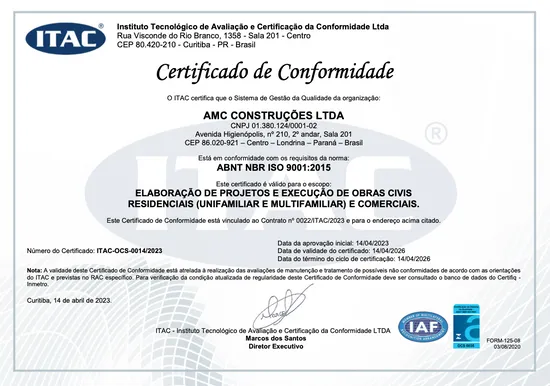 ITAC
Instituto Tecnológico de Avaliação e Certificação da Conformidade Ltda
Rua Visconde do Rio Branco, 1358 - Sala 201 - Centro
CEP 80.420-210 - Curitiba - PR - Brasil
Certificado de Conformidade
O ITAC certifica que o Sistema de Gestão da Qualidade da organização:
AMC CONSTRUÇÕES LTDA
CNPJ 01.380.124/0001-02
Avenida Higienópolis, nº 210, 2º andar, Sala 201
CEP 86.020-921 – Centro – Londrina – Paraná – Brasil
Está em conformidade com os requisitos da norma:
ABNT NBR ISO 9001:2015
Este certificado é válido para o escopo:
ELABORAÇÃO DE PROJETOS E EXECUÇÃO DE OBRAS CIVIS
RESIDENCIAIS (UNIFAMILIAR E MULTIFAMILIAR) E COMERCIAIS.
Este Certificado de Conformidade está vinculado ao Contrato nº 0022/ITAC/2023 e para o endereço acima citado.
Número do Certificado: ITAC-OCS-0014/2023
Data da aprovação inicial: 14/04/2023
Data de validade do certificado: 14/04/2026
Data do término do ciclo de certificação: 14/04/2026
Nota: A validade deste Certificado de Conformidade está atrelada à realização das avaliações de manutenção e tratamento de possíveis não conformidades de acordo com as orientações
do ITAC e previstas no RAC específico. Para verificação da condição atualizada de regularidade deste Certificado de Conformidade deve ser consultado o banco de dados do Certifiq -
Inmetro.
Curitiba, 14 de abril de 2023.
ITAC - Instituto Tecnológico de Avaliação e Certificação da Conformidade LTDA
Marcos dos Santos
Diretor Executivo
IAF
FORM-125-08
03/08/2020